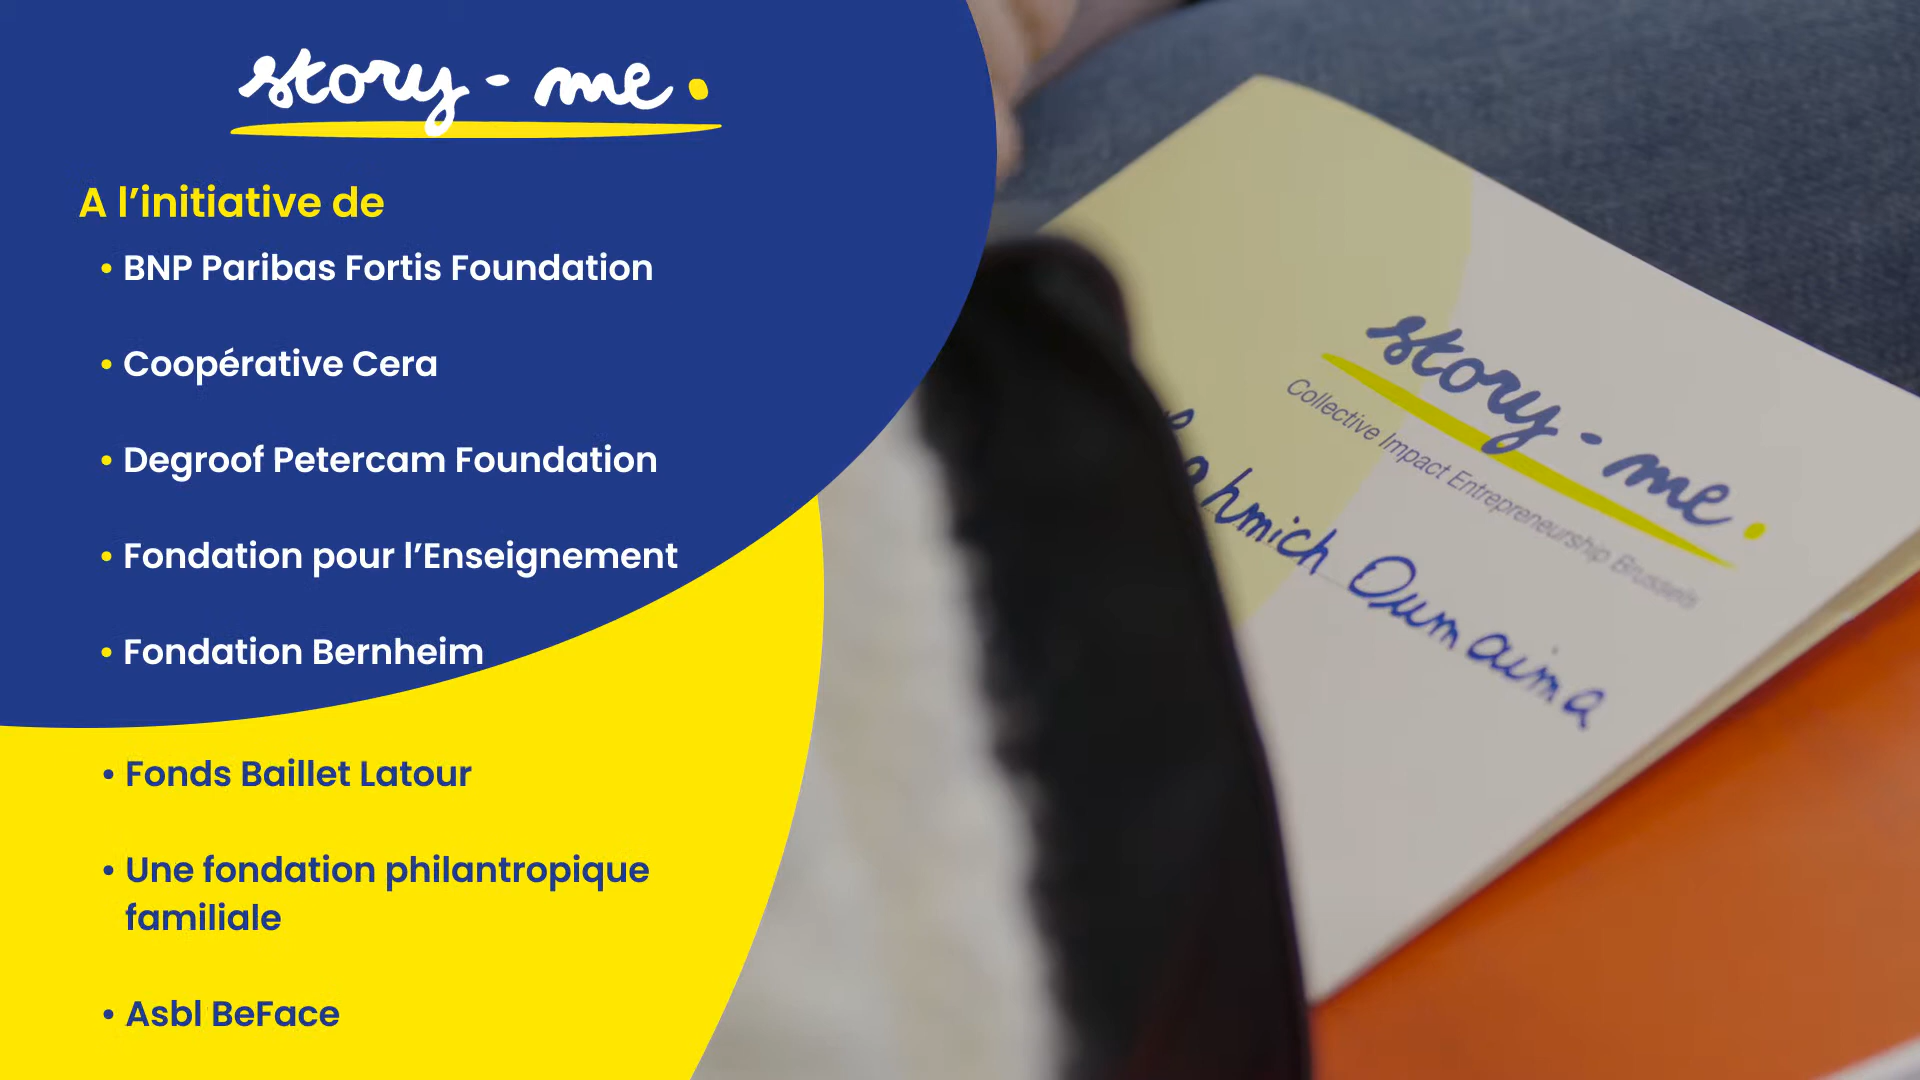 story-me.
A l’initiative de
• BNP Paribas Fortis Foundation
• Coopérative Cera
• Degroof Petercam Foundation
• Fondation pour l’Enseignement
• Fondation Bernheim
• Fonds Baillet Latour
• Une fondation philantropique
familiale
• Asbl BeFace
story-me.
Collective Impact Entrepreneurship Brussels
Oumaima